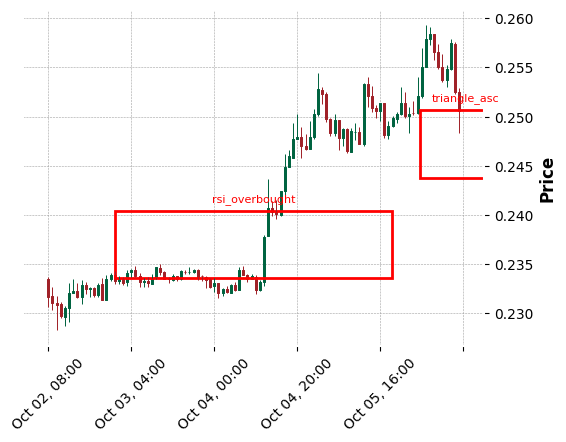 0.260
0.255
triangle_asc
0.250
0.245
Price
rsi_overbought
0.240
0.235
0.230
Oct 02, 08:00
Oct 03, 04:00
Oct 04, 00:00
Oct 04, 20:00
Oct 05, 16:00